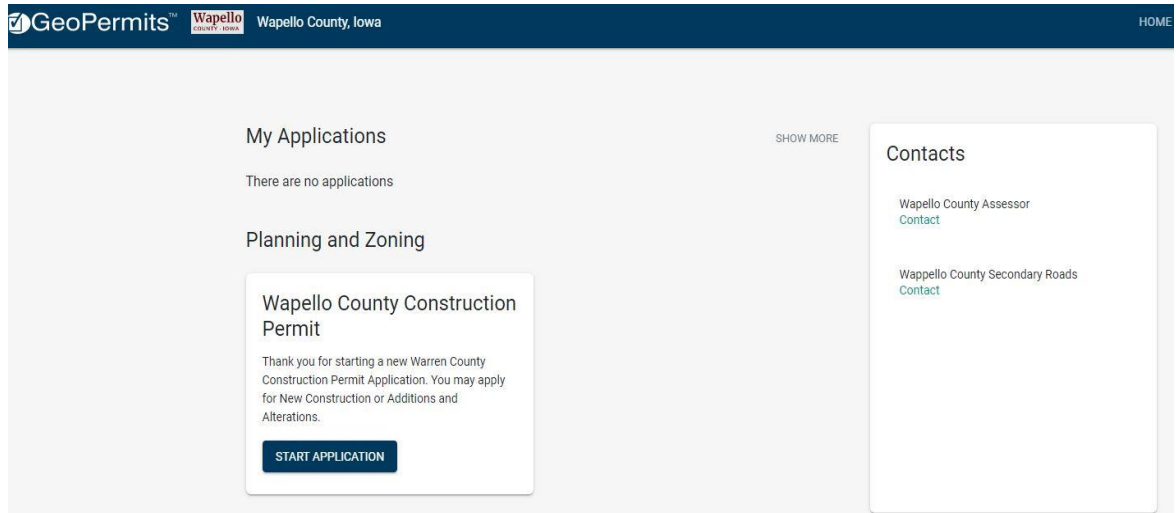 GeoPermits™ Wapello COUNTY · IOWA Wapello County, Iowa HOME
My Applications SHOW MORE
There are no applications
Planning and Zoning
Wapello County Construction
Permit
Thank you for starting a new Warren County
Construction Permit Application. You may apply
for New Construction or Additions and
Alterations.
START APPLICATION
Contacts
Wapello County Assessor
Contact
Wappello County Secondary Roads
Contact